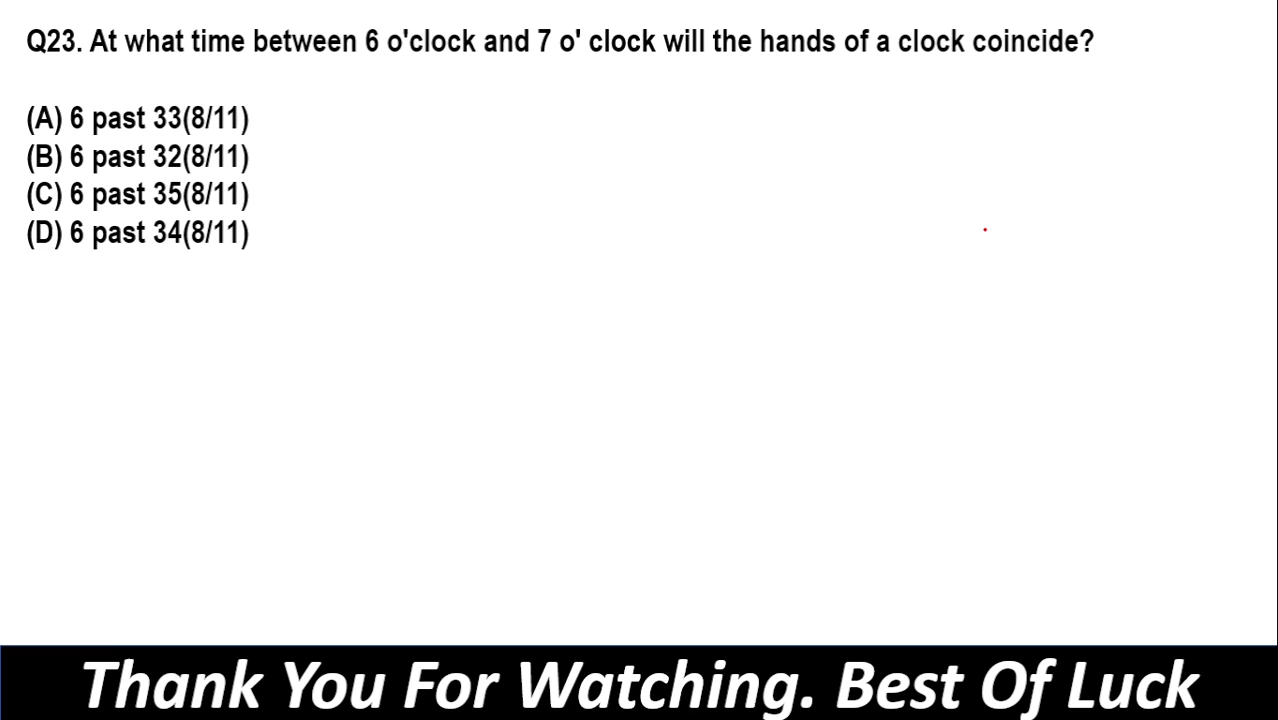 Q23. At what time between 6 o'clock and 7 o' clock will the hands of a clock coincide?
(A) 6 past 33(8/11)
(B) 6 past 32(8/11)
(C) 6 past 35(8/11)
(D) 6 past 34(8/11)
Thank You For Watching. Best Of Luck